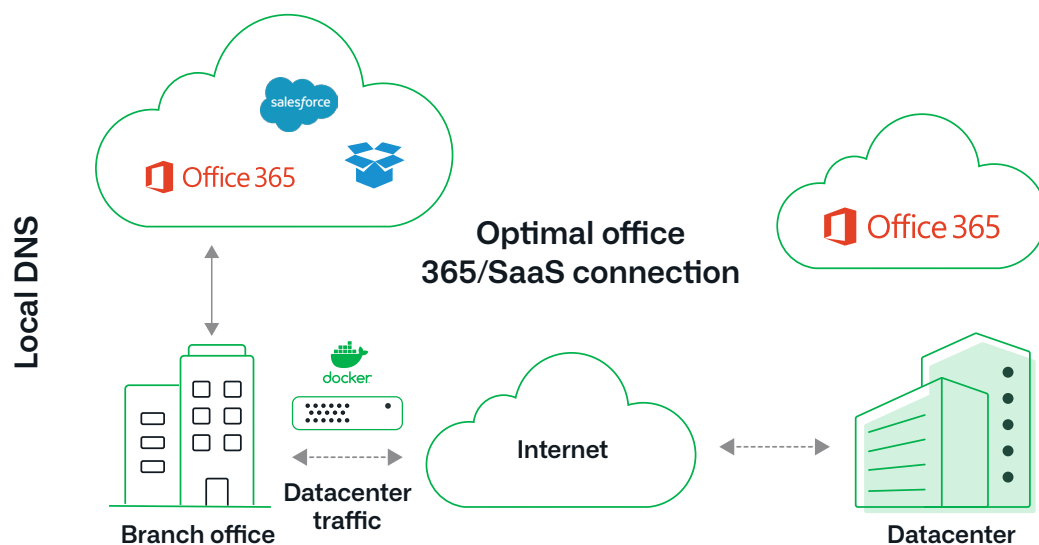 salesforce
Office 365
Office 365
Local DNS
Optimal office
365/SaaS connection
docker
Internet
Datacenter
traffic
Branch office
Datacenter